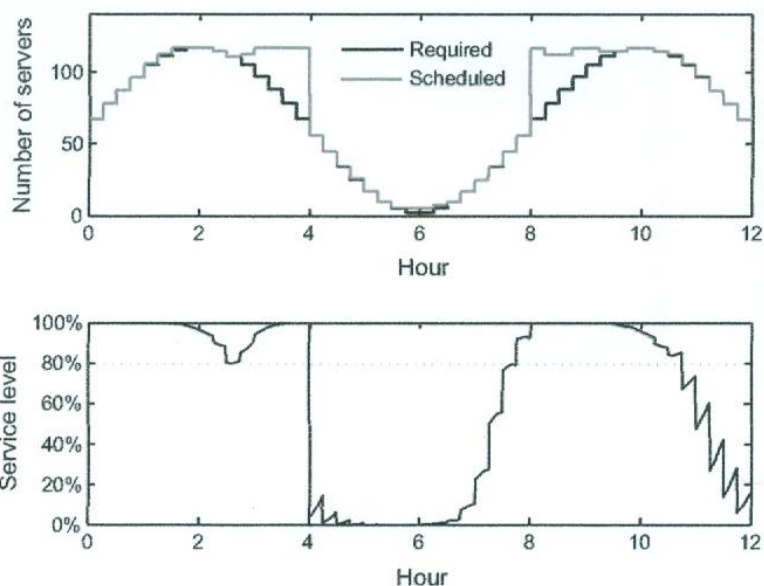 Number of servers
100
50
0
Required
Scheduled
0 2 4 6 8 10 12
Hour
Service level
100%
80%
60%
40%
20%
0%
0 2 4 6 8 10 12
Hour